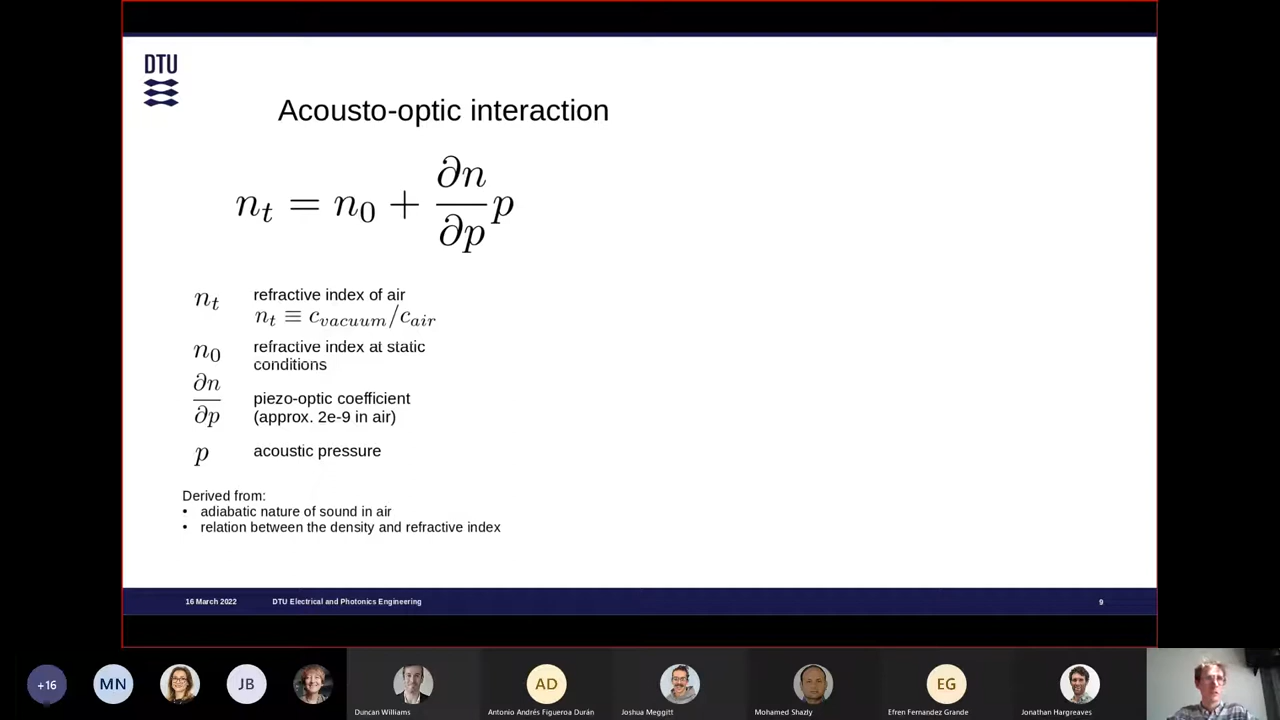 DTU
Acousto-optic interaction
n_t = n_0 + ∂n/∂p p
n_t refractive index of air
n_t ≡ c_vacuum/c_air
n_0 refractive index at static
conditions
∂n/∂p piezo-optic coefficient
(approx. 2e-9 in air)
p acoustic pressure
Derived from:
• adiabatic nature of sound in air
• relation between the density and refractive index
16 March 2022 DTU Electrical and Photonics Engineering 9
+16 MN JB AD EG
Duncan Williams Antonio Andrés Figueroa Durán Joshua Meggitt Mohamed Shazly Efren Fernandez Grande Jonathan Hargreaves